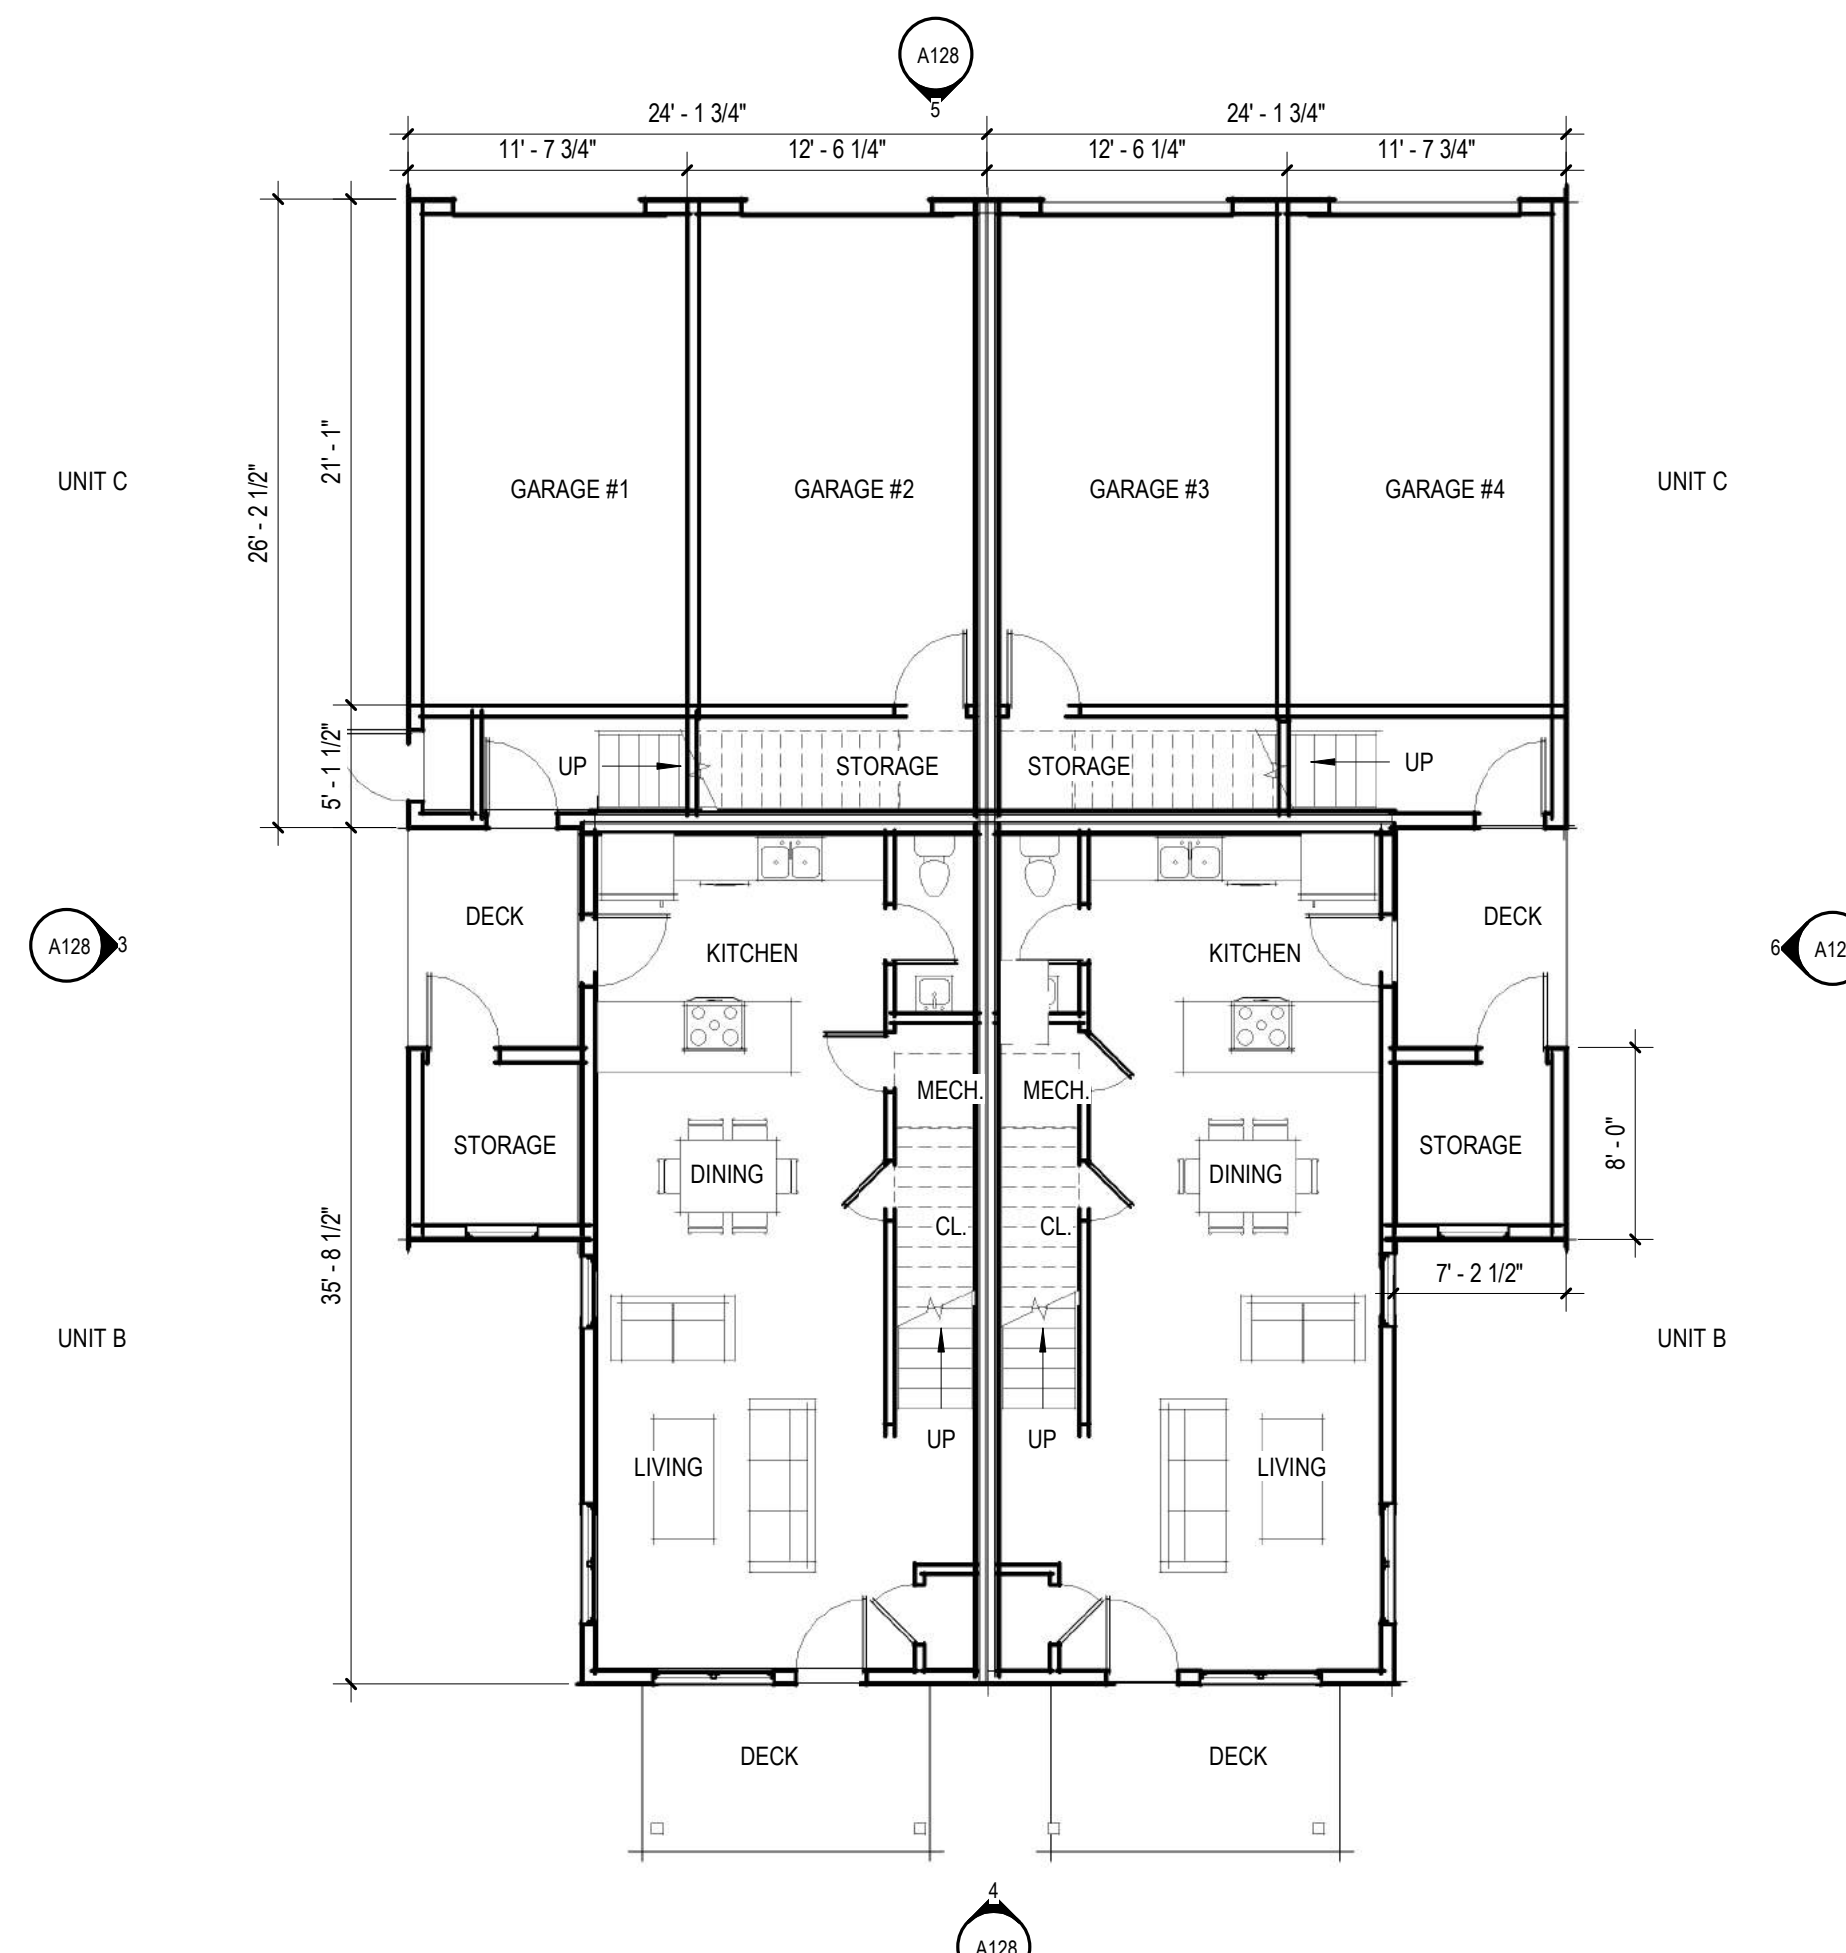 A128
5
24' - 1 3/4"
24' - 1 3/4"
11' - 7 3/4"
12' - 6 1/4"
12' - 6 1/4"
11' - 7 3/4"
21' - 1"
26' - 2 1/2"
UNIT C
GARAGE #1
GARAGE #2
GARAGE #3
GARAGE #4
UNIT C
5' - 1 1/2"
UP
STORAGE
STORAGE
UP
DECK
DECK
A128
3
KITCHEN
KITCHEN
6
A12
MECH.
MECH.
STORAGE
DINING
DINING
STORAGE
8' - 0"
CL.
CL.
35' - 8 1/2"
7' - 2 1/2"
UNIT B
UNIT B
UP
UP
LIVING
LIVING
DECK
DECK
4
A128